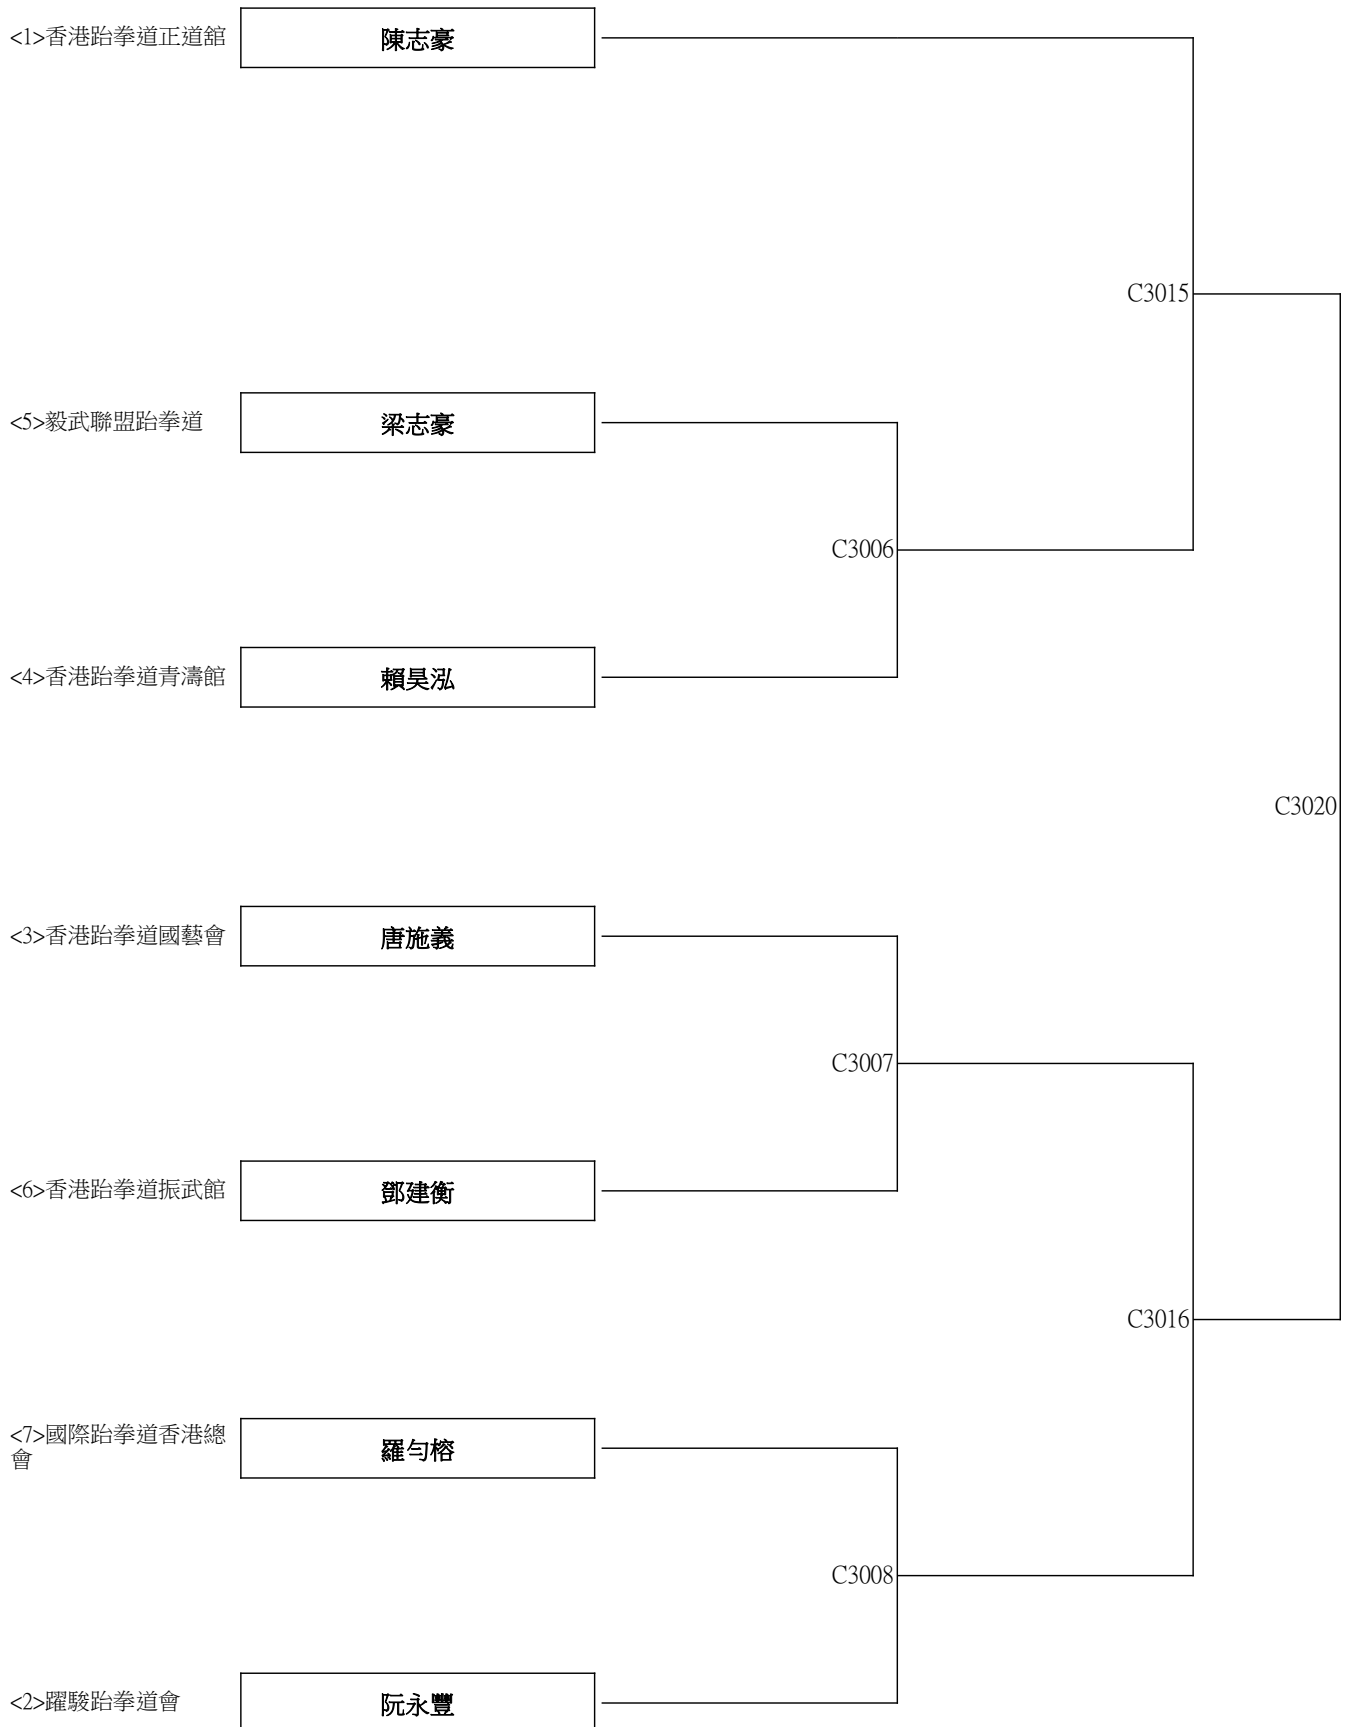 <1>香港跆拳道正道舘
陳志豪
C3015
<5>毅武聯盟跆拳道
梁志豪
C3006
<4>香港跆拳道青濤館
賴昊泓
C3020
<3>香港跆拳道國藝會
唐施義
C3007
<6>香港跆拳道振武館
鄧建衡
C3016
<7>國際跆拳道香港總
會
羅勻榕
C3008
<2>躍駿跆拳道會
阮永豐